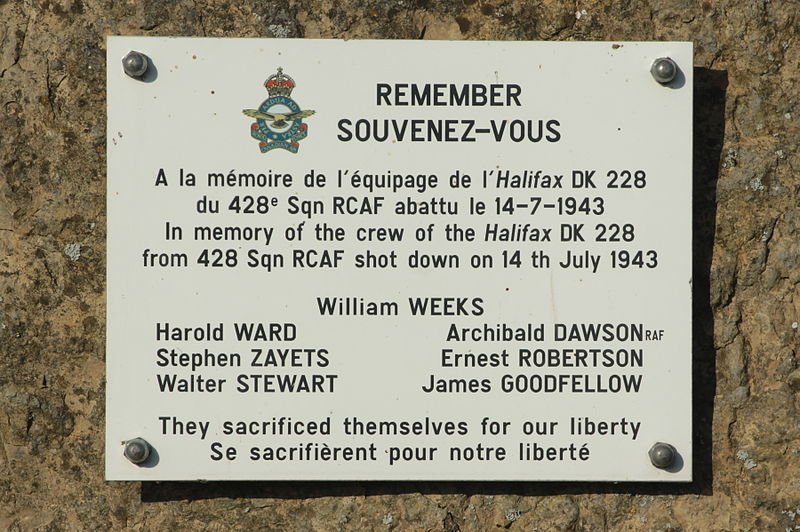 REMEMBER
SOUVENEZ-VOUS
A la mémoire de l'équipage de l'Halifax DK 228
du 428e Sqn RCAF abattu le 14-7-1943
In memory of the crew of the Halifax DK 228
from 428 Sqn RCAF shot down on 14 th July 1943
William WEEKS
Harold WARD Archibald DAWSON RAF
Stephen ZAYETS Ernest ROBERTSON
Walter STEWART James GOODFELLOW
They sacrificed themselves for our liberty
Se sacrifièrent pour notre liberté